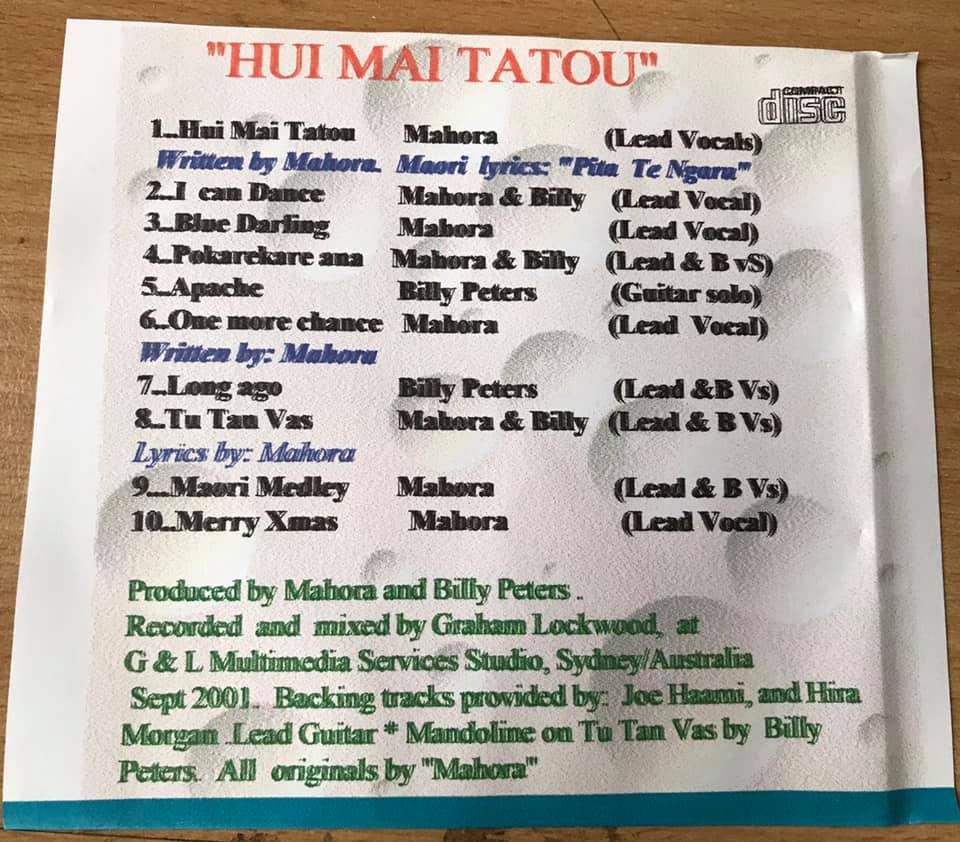 "HUI MAI TATOU"
COMPACT
disc
1..Hui Mai Tatou Mahora (Lead Vocals)
Written by Mahora. Maori lyrics: "Pita Te Ngaru"
2..I can Dance Mahora & Billy (Lead Vocal)
3..Blue Darling Mahora (Lead Vocal)
4..Pokarekare ana Mahora & Billy (Lead & B vS)
5..Apache Billy Peters (Guitar solo)
6..One more chance Mahora (Lead Vocal)
Written by: Mahora
7..Long ago Billy Peters (Lead &B Vs)
8..Tu Tan Vas Mahora & Billy (Lead & B Vs)
Lyrics by: Mahora
9...Maori Medley Mahora (Lead & B Vs)
10..Merry Xmas Mahora (Lead Vocal)
Produced by Mahora and Billy Peters .
Recorded and mixed by Graham Lockwood, at
G & L Multimedia Services Studio, Sydney/Australia
Sept 2001.. Backing tracks provided by: Joe Haami, and Hira
Morgan .Lead Guitar * Mandoline on Tu Tan Vas by Billy
Peters. All originals by "Mahora"